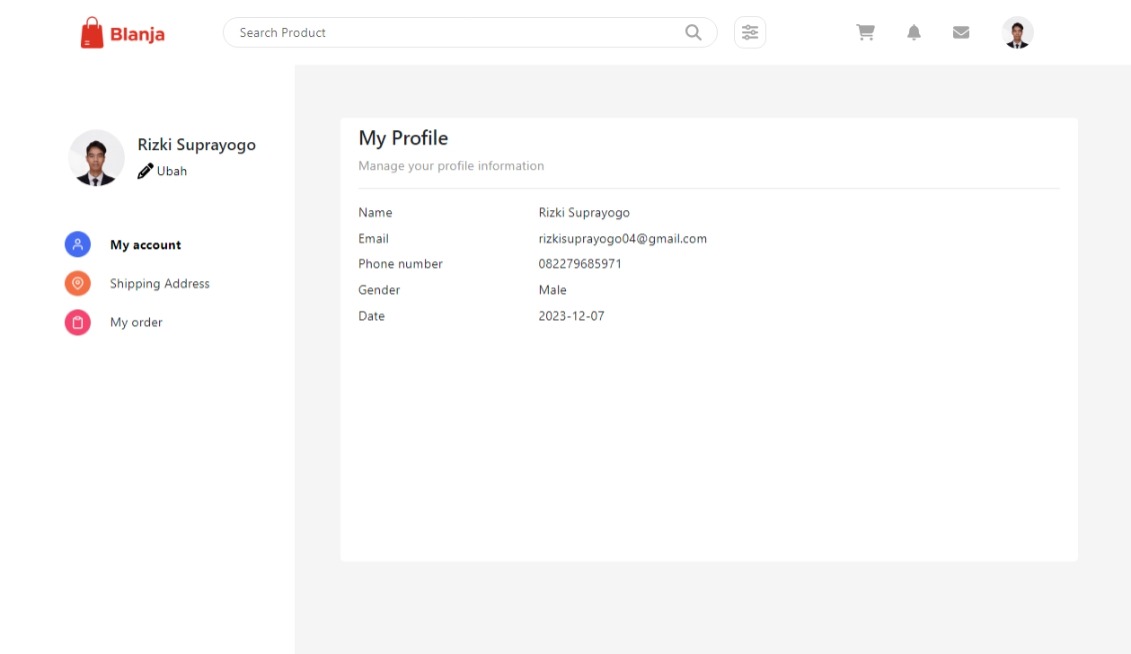 Blanja
Search Product
Rizki Suprayogo
Ubah
My account
Shipping Address
My order
My Profile
Manage your profile information
Name Rizki Suprayogo
Email rizkisuprayogo04@gmail.com
Phone number 082279685971
Gender Male
Date 2023-12-07